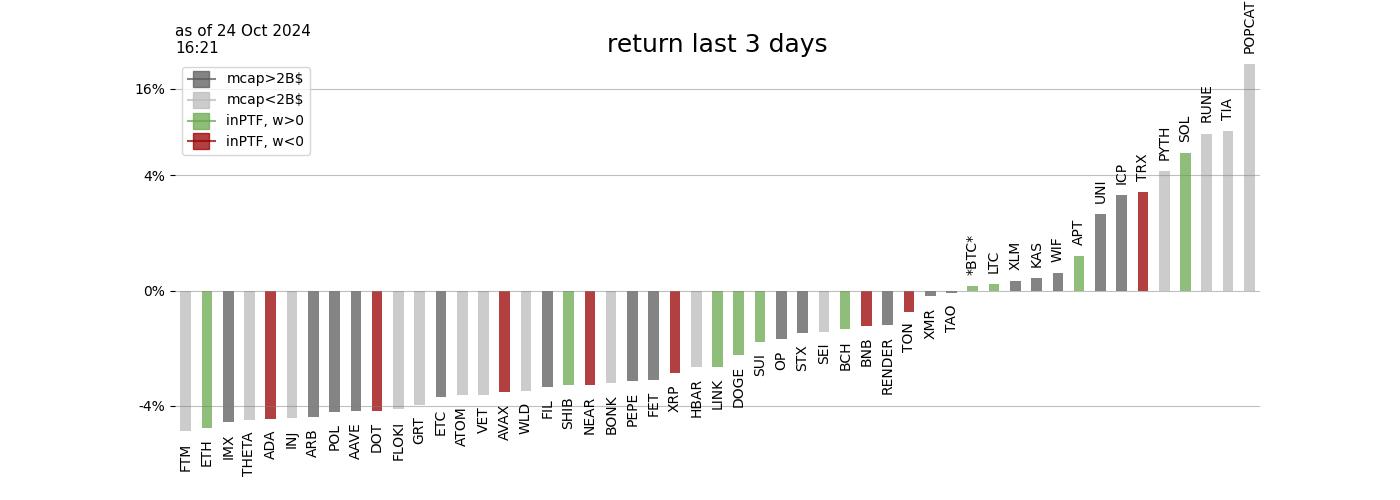 as of 24 Oct 2024
16:21
return last 3 days
mcap>2B$
mcap<2B$
inPTF, w>0
inPTF, w<0
16%
4%
0%
-4%
FTM
ETH
IMX
THETA
ADA
INJ
ARB
POL
AAVE
DOT
FLOKI
GRT
ETC
ATOM
VET
AVAX
WLD
FIL
SHIB
NEAR
BONK
PEPE
FET
XRP
HBAR
LINK
DOGE
SUI
OP
STX
SEI
BCH
BNB
RENDER
TON
XMR
TAO
*BTC*
LTC
XLM
KAS
WIF
APT
UNI
ICP
TRX
PYTH
SOL
RUNE
TIA
POPCAT